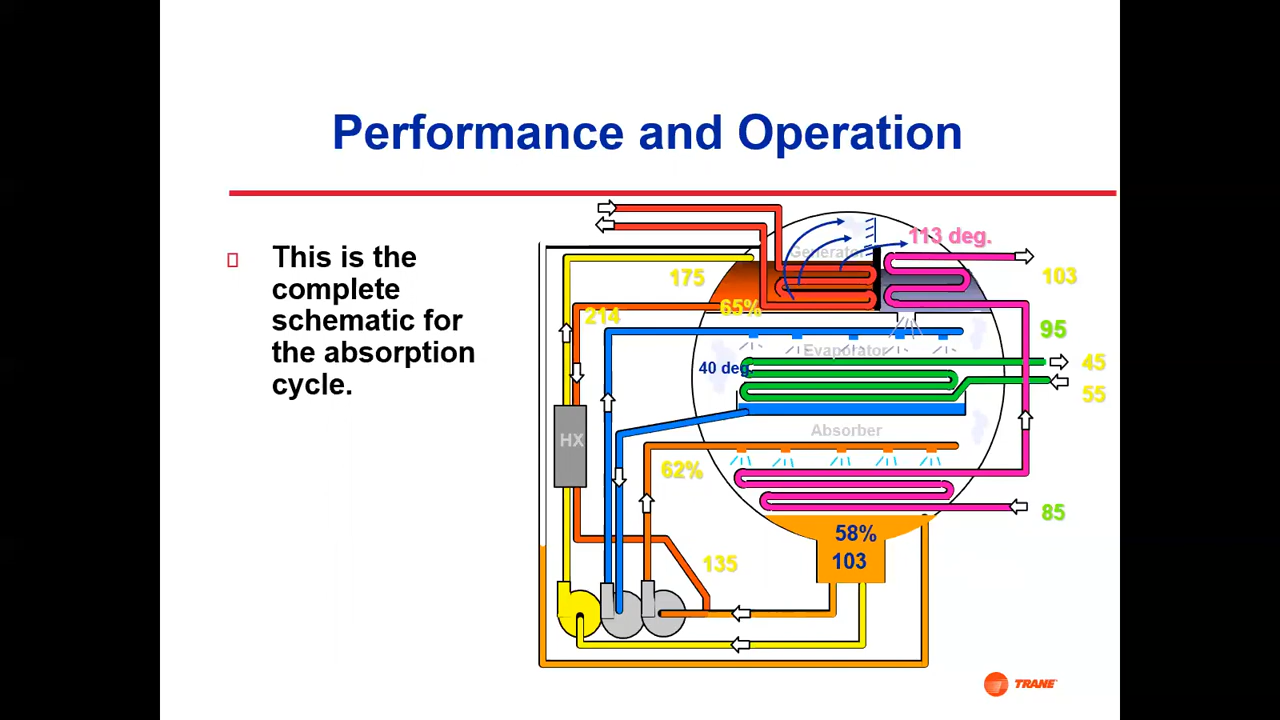 Performance and Operation
This is the
complete
schematic for
the absorption
cycle.
113 deg.
Generator
175
103
65%
214
95
Evaporator
45
40 deg.
55
Absorber
HX
62%
85
58%
103
135
TRANE